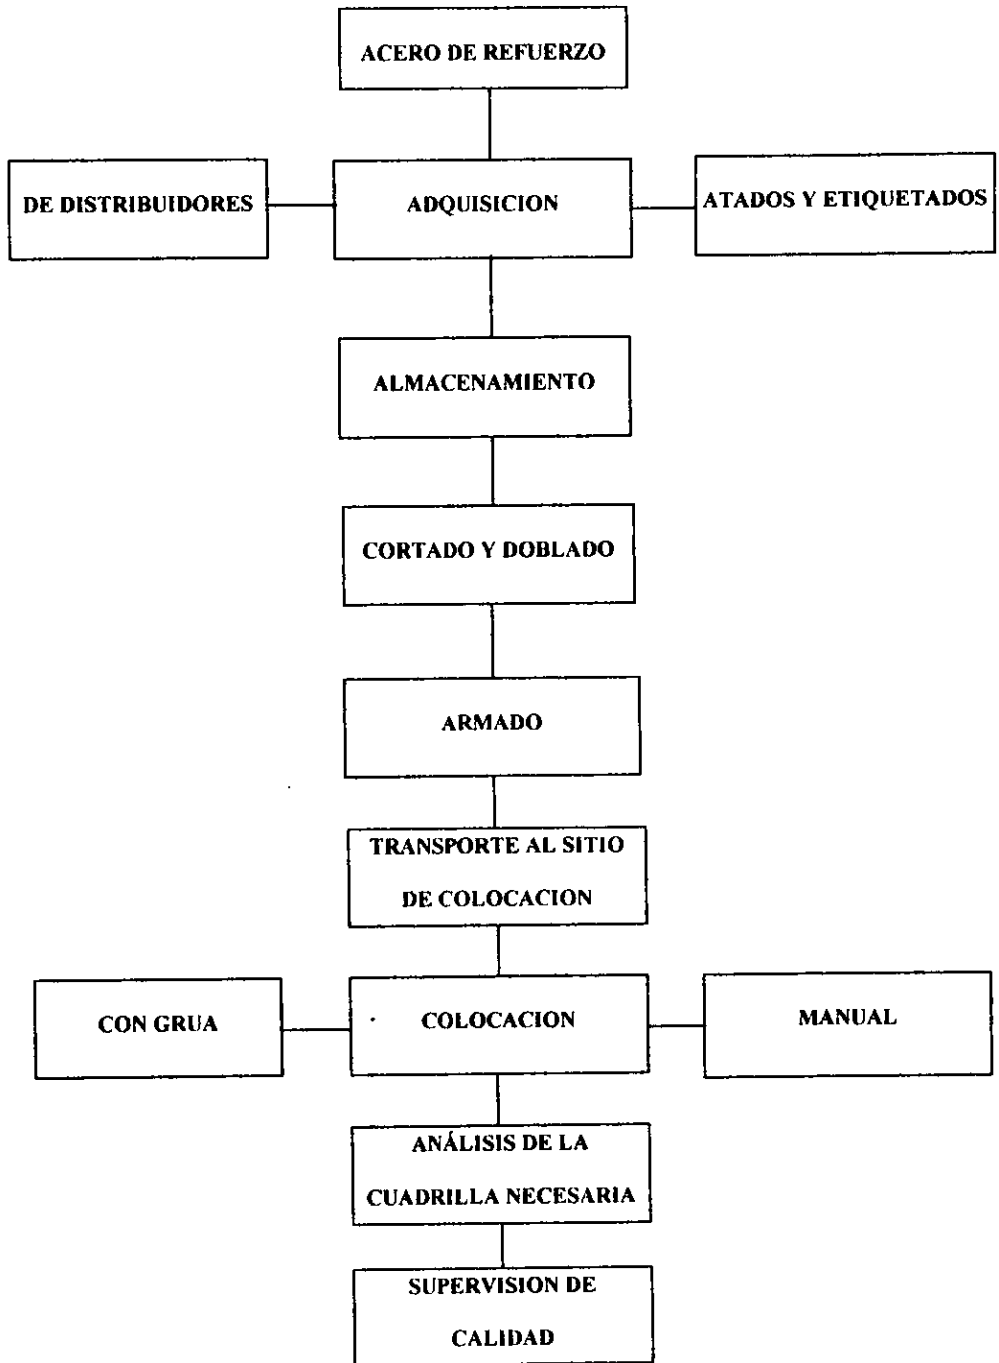 ACERO DE REFUERZO
DE DISTRIBUIDORES
ADQUISICION
ATADOS Y ETIQUETADOS
ALMACENAMIENTO
CORTADO Y DOBLADO
ARMADO
TRANSPORTE AL SITIO
DE COLOCACION
CON GRUA
COLOCACION
MANUAL
ANÁLISIS DE LA
CUADRILLA NECESARIA
SUPERVISION DE
CALIDAD